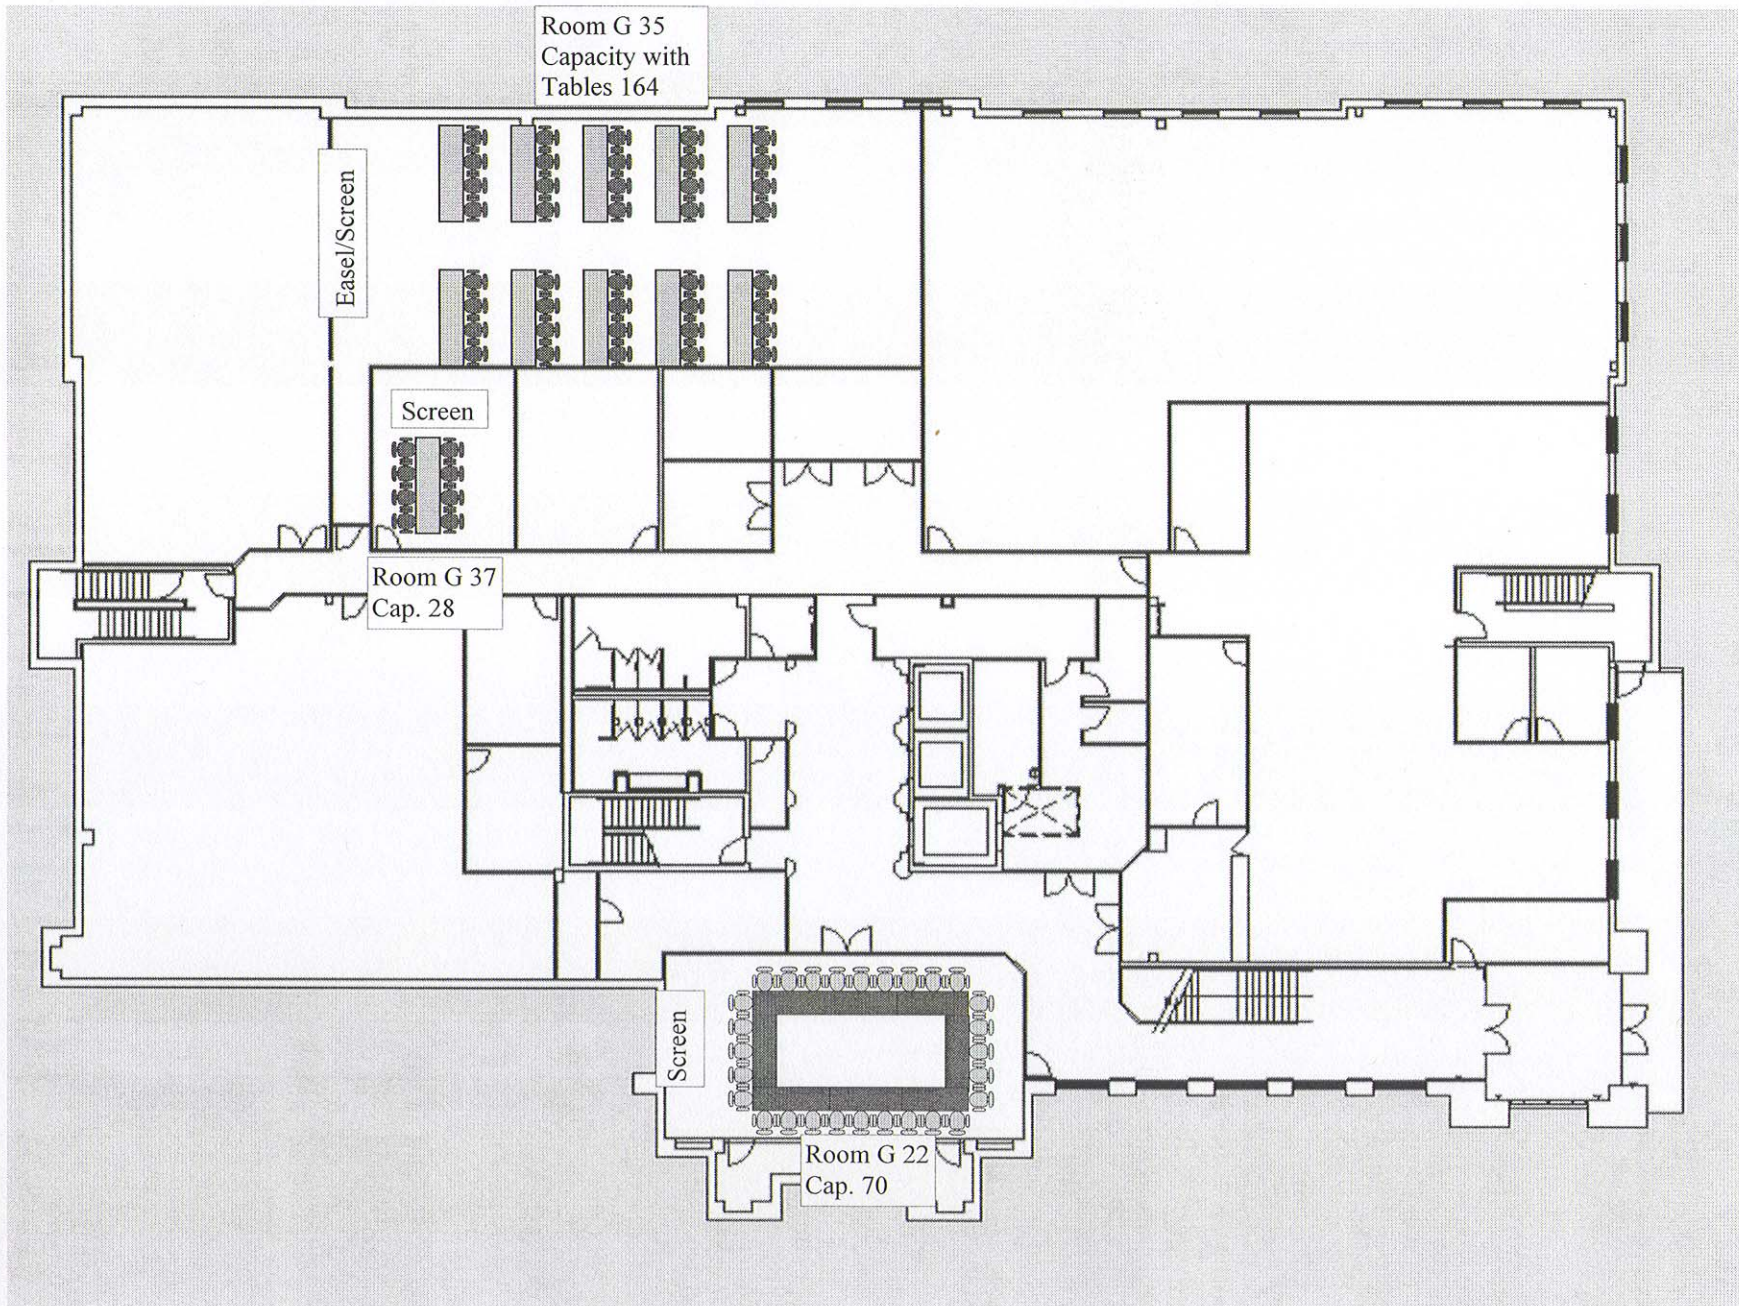 Room G 35
Capacity with
Tables 164
Easel/Screen
Screen
Room G 37
Cap. 28
Screen
Room G 22
Cap. 70